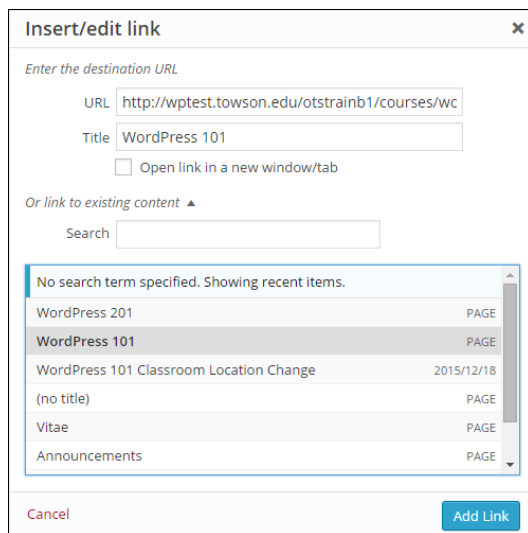 Insert/edit link
Enter the destination URL
URL http://wptest.towson.edu/otstrainb1/courses/wc
Title WordPress 101
Open link in a new window/tab
Or link to existing content ▲
Search
No search term specified. Showing recent items.
WordPress 201 PAGE
WordPress 101 PAGE
WordPress 101 Classroom Location Change 2015/12/18
(no title) PAGE
Vitae PAGE
Announcements PAGE
Cancel Add Link